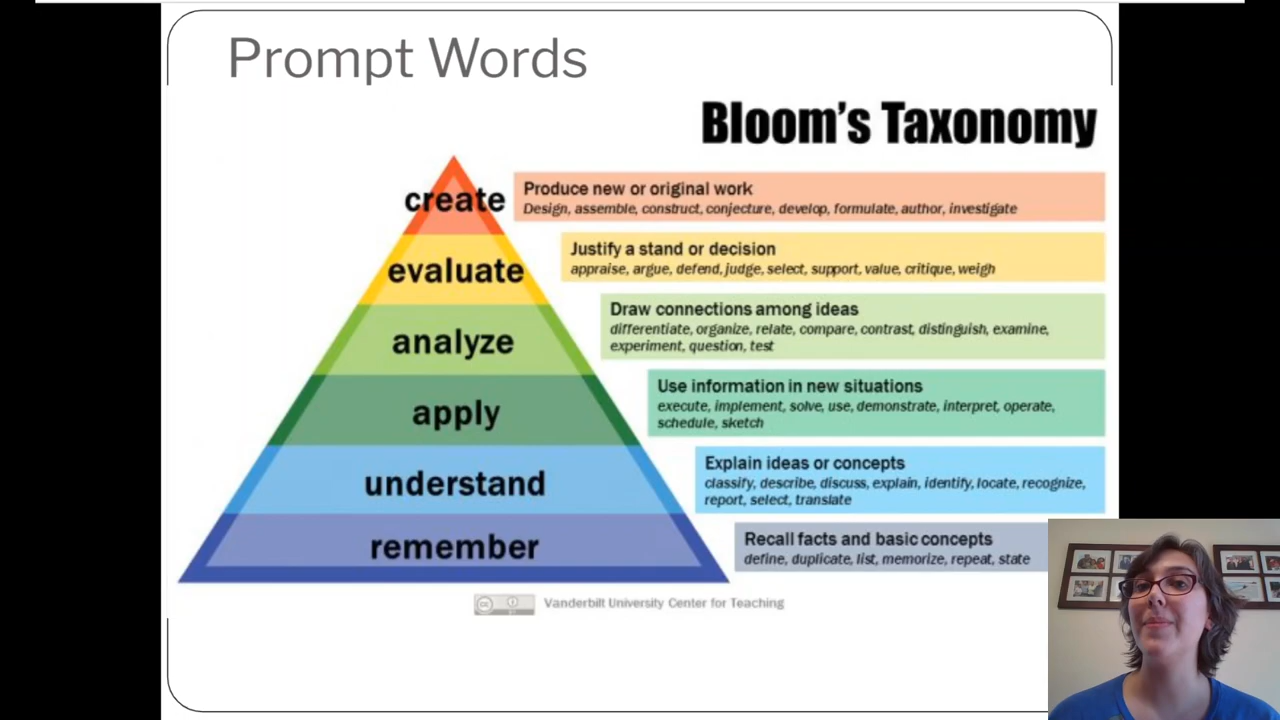 Prompt Words
Bloom's Taxonomy
create
Produce new or original work
Design, assemble, construct, conjecture, develop, formulate, author, investigate
evaluate
Justify a stand or decision
appraise, argue, defend, judge, select, support, value, critique, weigh
analyze
Draw connections among ideas
differentiate, organize, relate, compare, contrast, distinguish, examine,
experiment, question, test
apply
Use information in new situations
execute, implement, solve, use, demonstrate, interpret, operate,
schedule, sketch
understand
Explain ideas or concepts
classify, describe, discuss, explain, identify, locate, recognize,
report, select, translate
remember
Recall facts and basic concepts
define, duplicate, list, memorize, repeat, state
Vanderbilt University Center for Teaching